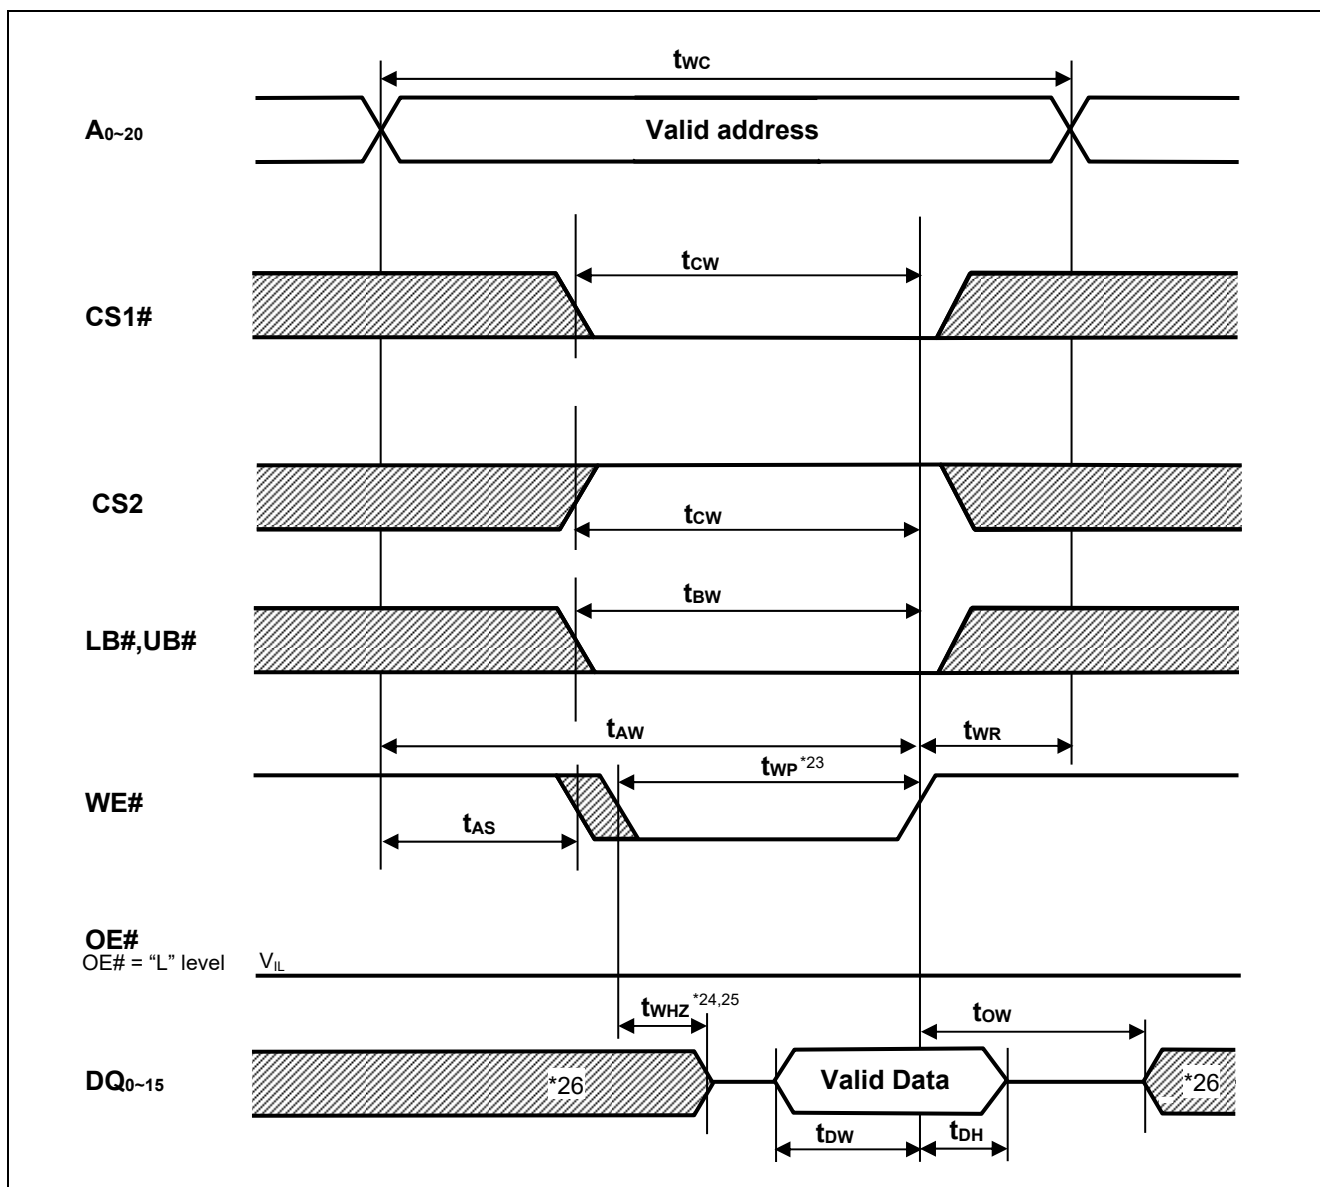 tWC
A0~20
Valid address
tCW
CS1#
CS2
tCW
tBW
LB#,UB#
tAW
tWR
tWP *23
WE#
tAS
OE#
OE# = “L” level
VIL
tWHZ *24,25
tOW
DQ0~15
*26
Valid Data
*26
tDW
tDH